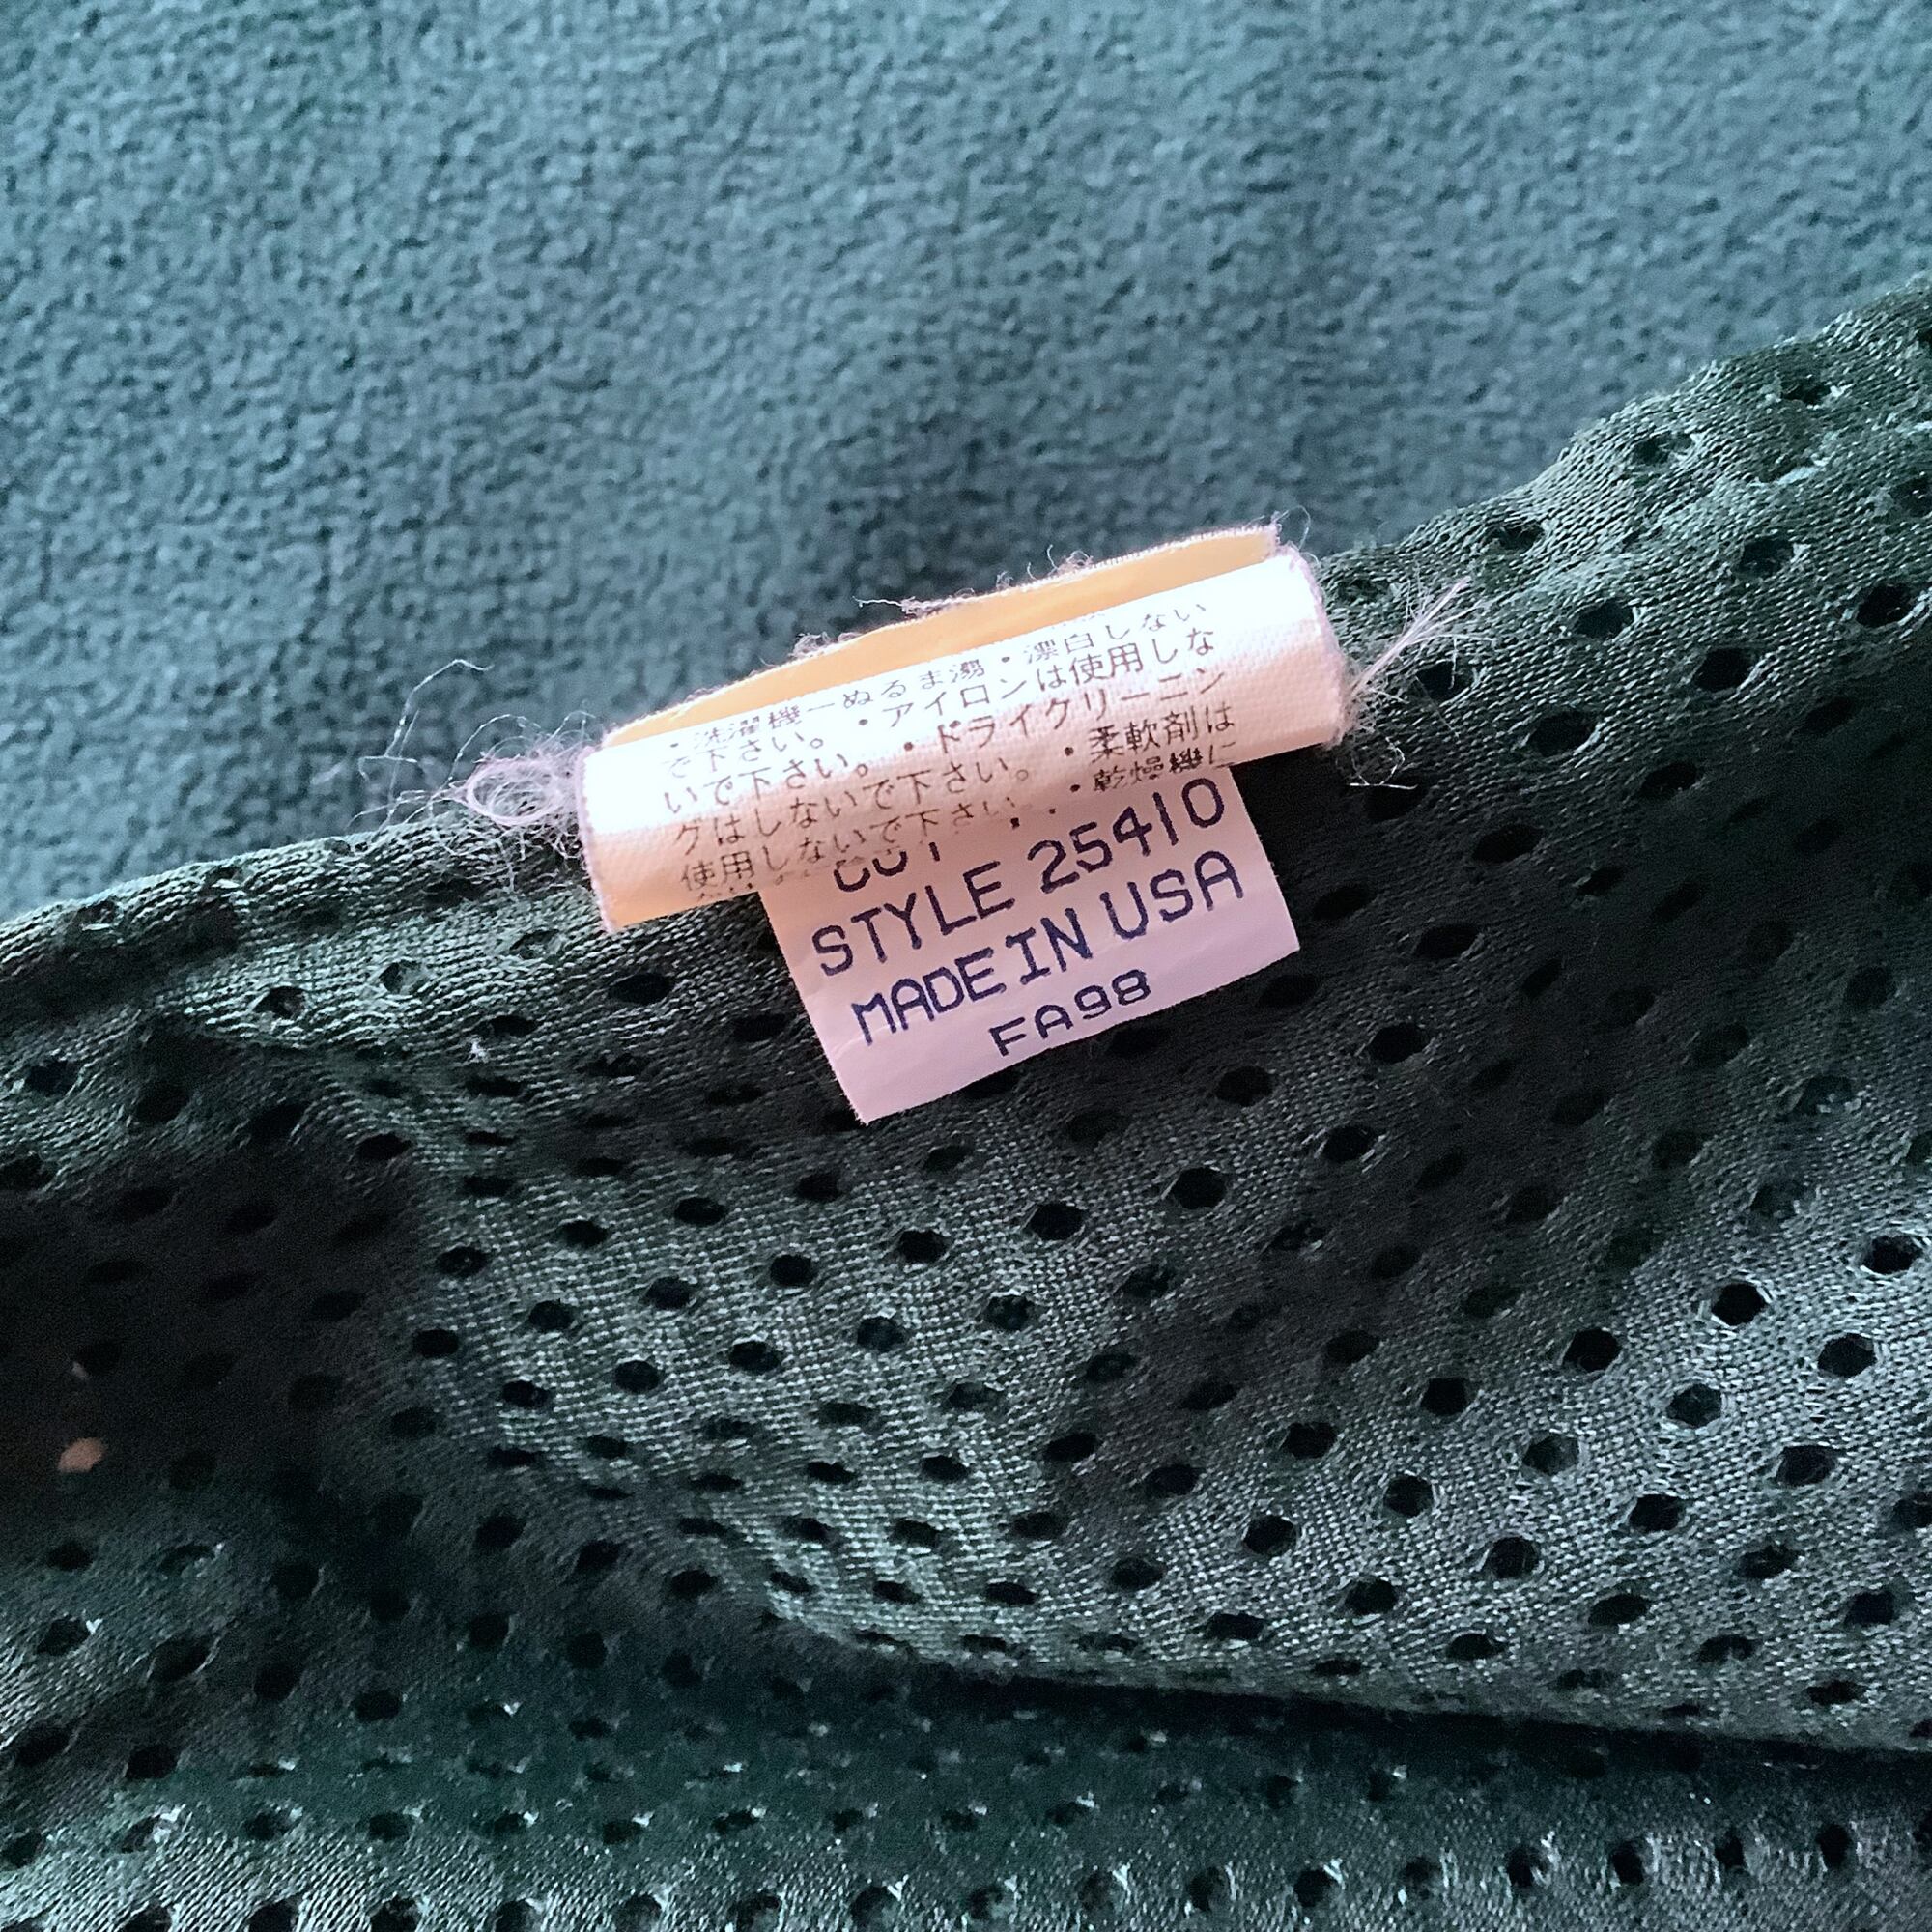 ・洗濯機ーぬるま湯・漂白しない
で下さい。・アイロンは使用しな
いで下さい。・ドライクリーニン
グはしないで下さい。・柔軟剤は
使用しないで下さい。・乾燥機に
CUT
STYLE 25410
MADE IN USA
FA98